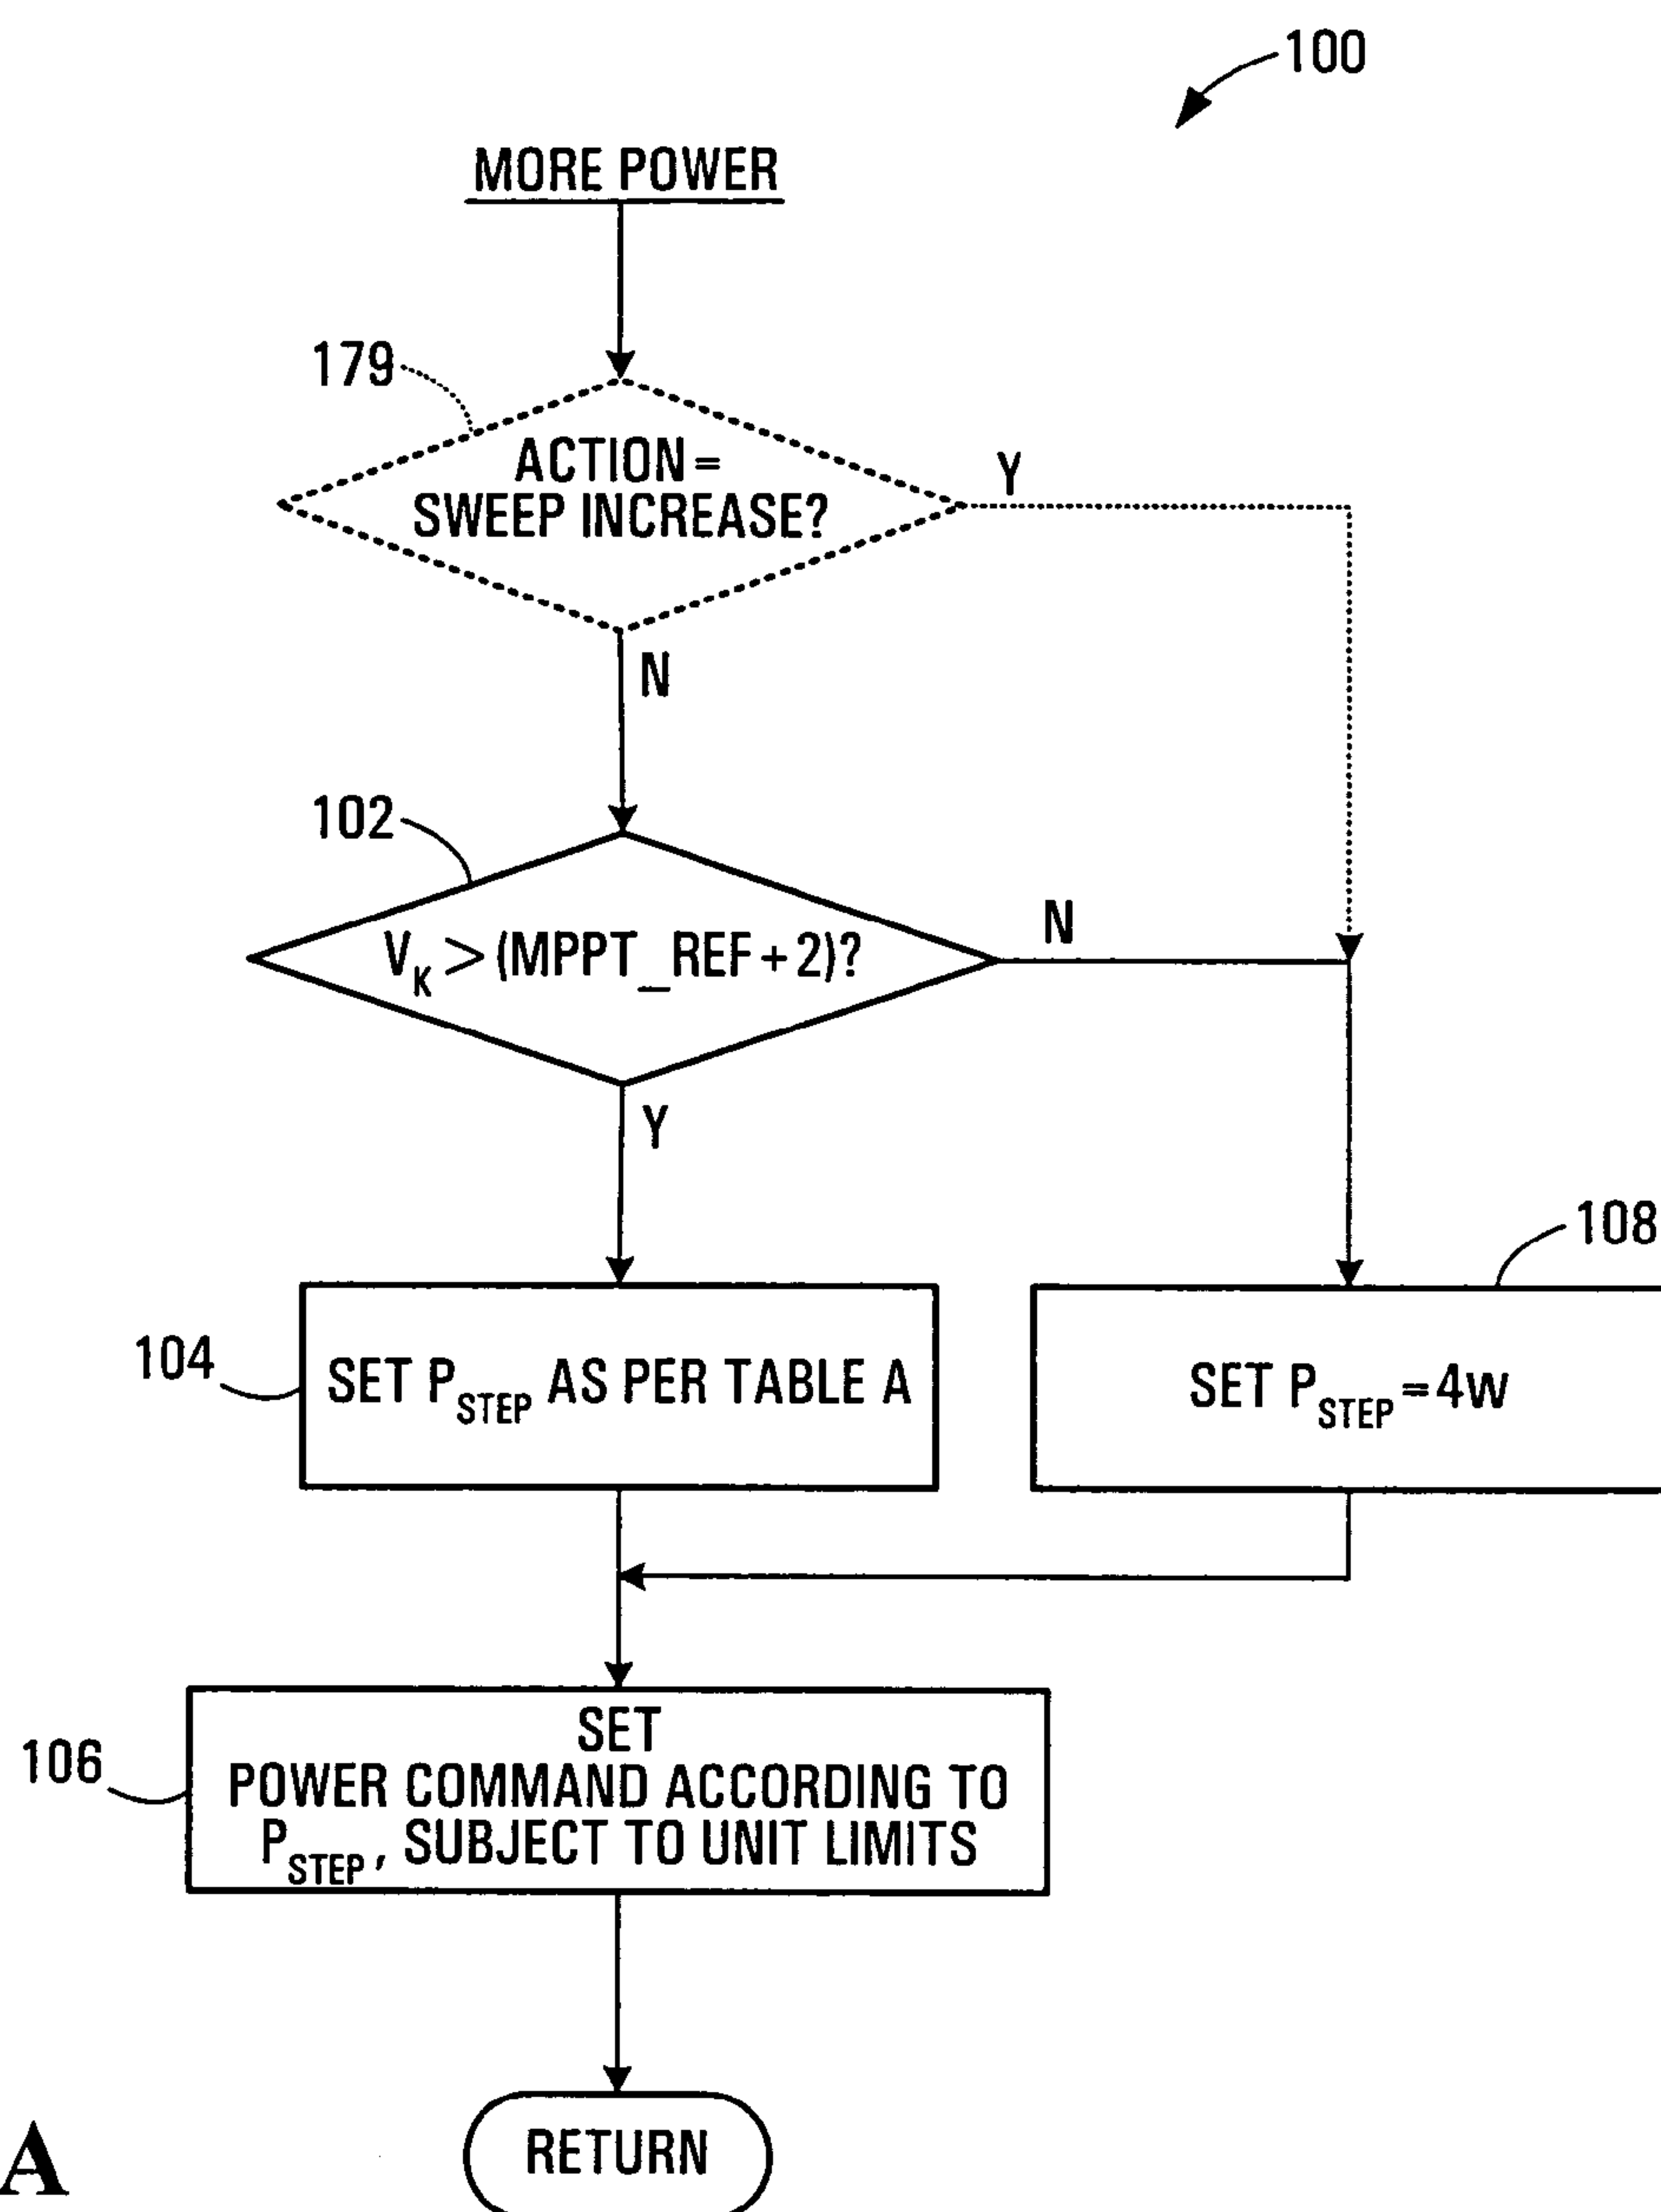 100
MORE POWER
179
ACTION =
SWEEP INCREASE?
Y
N
102
V_K > (MPPT_REF + 2)?
N
Y
108
104
SET P_STEP AS PER TABLE A
SET P_STEP = 4W
106
SET
POWER COMMAND ACCORDING TO
P_STEP, SUBJECT TO UNIT LIMITS
RETURN
A